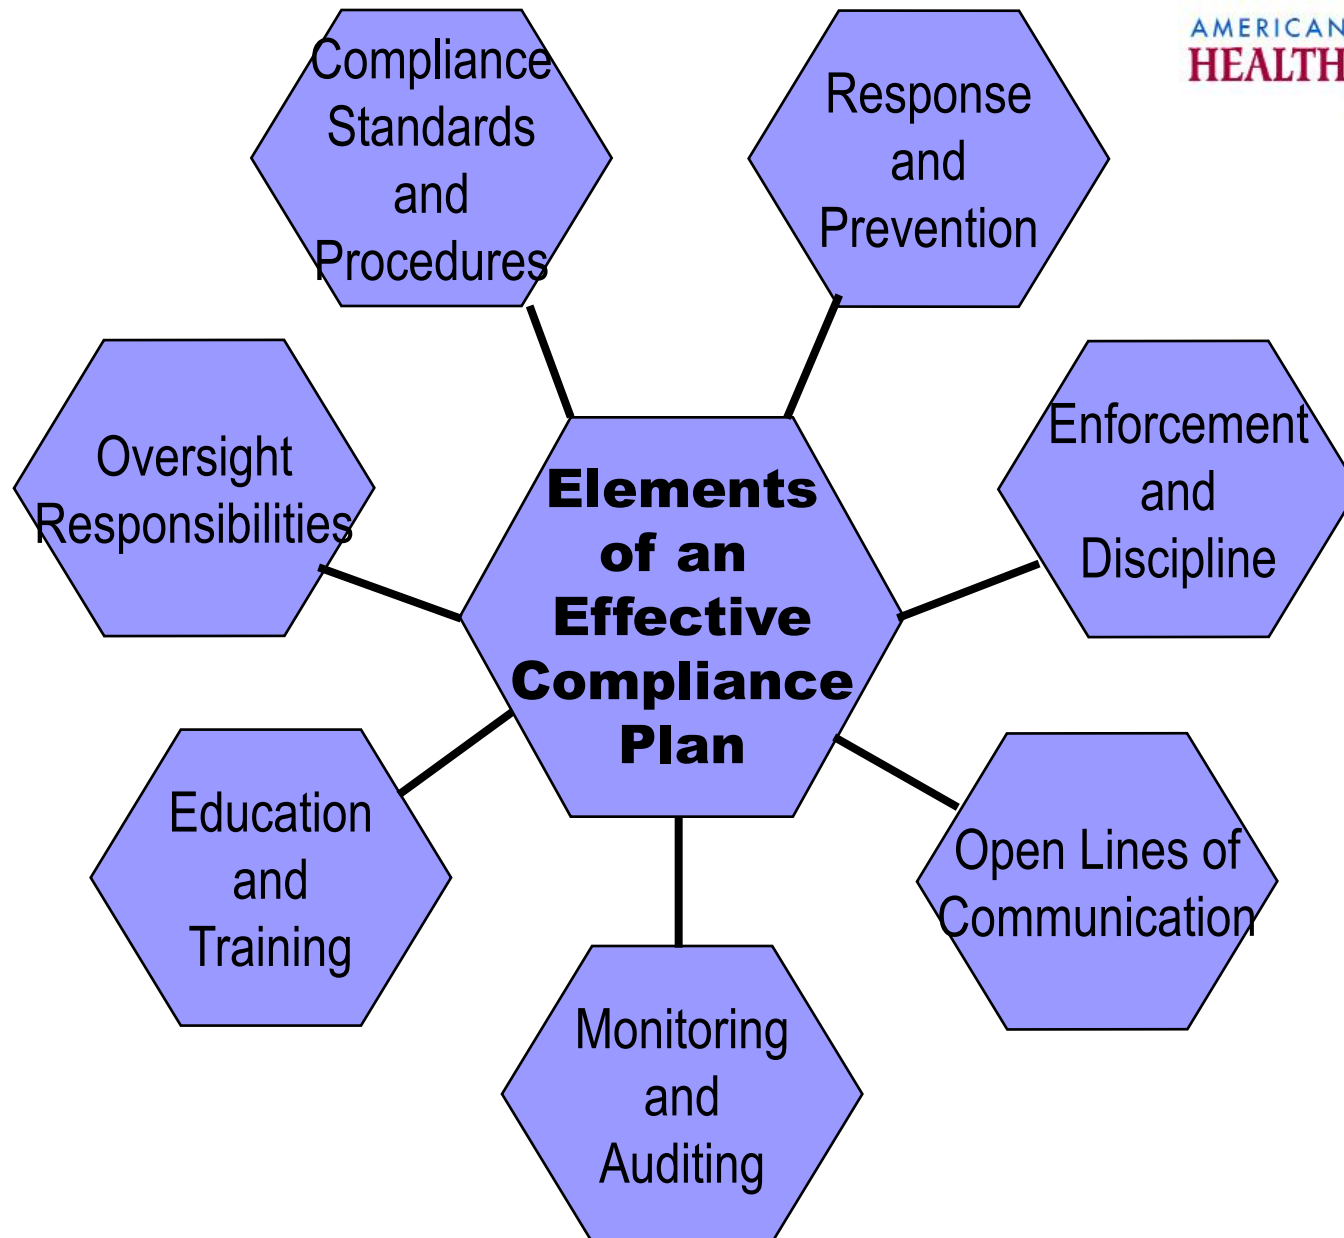 AMERICAN
HEALTH
Compliance
Standards
and
Procedures
Response
and
Prevention
Oversight
Responsibilities
Elements
of an
Effective
Compliance
Plan
Enforcement
and
Discipline
Education
and
Training
Open Lines of
Communication
Monitoring
and
Auditing